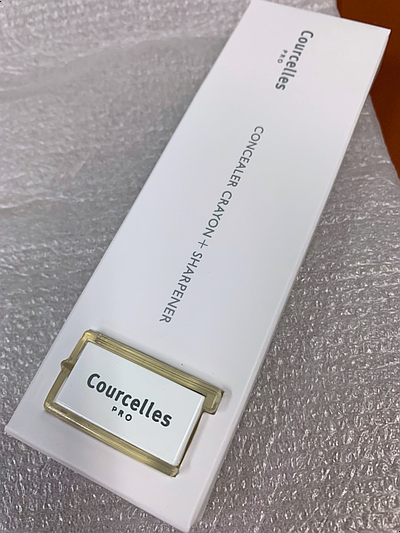 Courcelles
PRO
CONCEALER CRAYON + SHARPENER
Courcelles
PRO